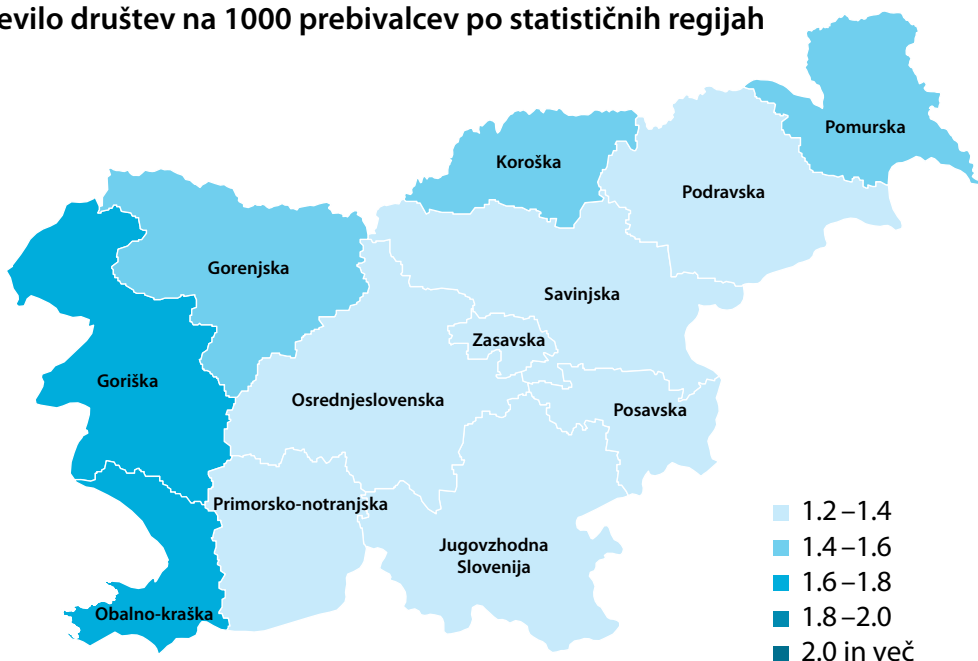 evilo društev na 1000 prebivalcev po statističnih regijah
Pomurska
Koroška
Podravska
Gorenjska
Savinjska
Zasavska
Goriška
Osrednjeslovenska
Posavska
Primorsko-notranjska
Jugovzhodna
Slovenija
Obalno-kraška
1.2–1.4
1.4–1.6
1.6–1.8
1.8–2.0
2.0 in več